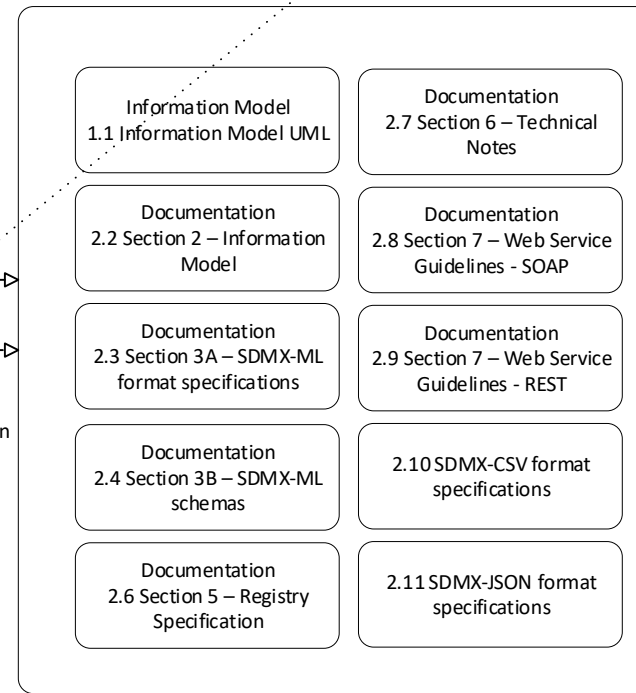 Information Model
1.1 Information Model UML
Documentation
2.2 Section 2 – Information
Model
Documentation
2.3 Section 3A – SDMX-ML
format specifications
Documentation
2.4 Section 3B – SDMX-ML
schemas
Documentation
2.6 Section 5 – Registry
Specification
Documentation
2.7 Section 6 – Technical
Notes
Documentation
2.8 Section 7 – Web Service
Guidelines - SOAP
Documentation
2.9 Section 7 – Web Service
Guidelines - REST
2.10 SDMX-CSV format
specifications
2.11 SDMX-JSON format
specifications